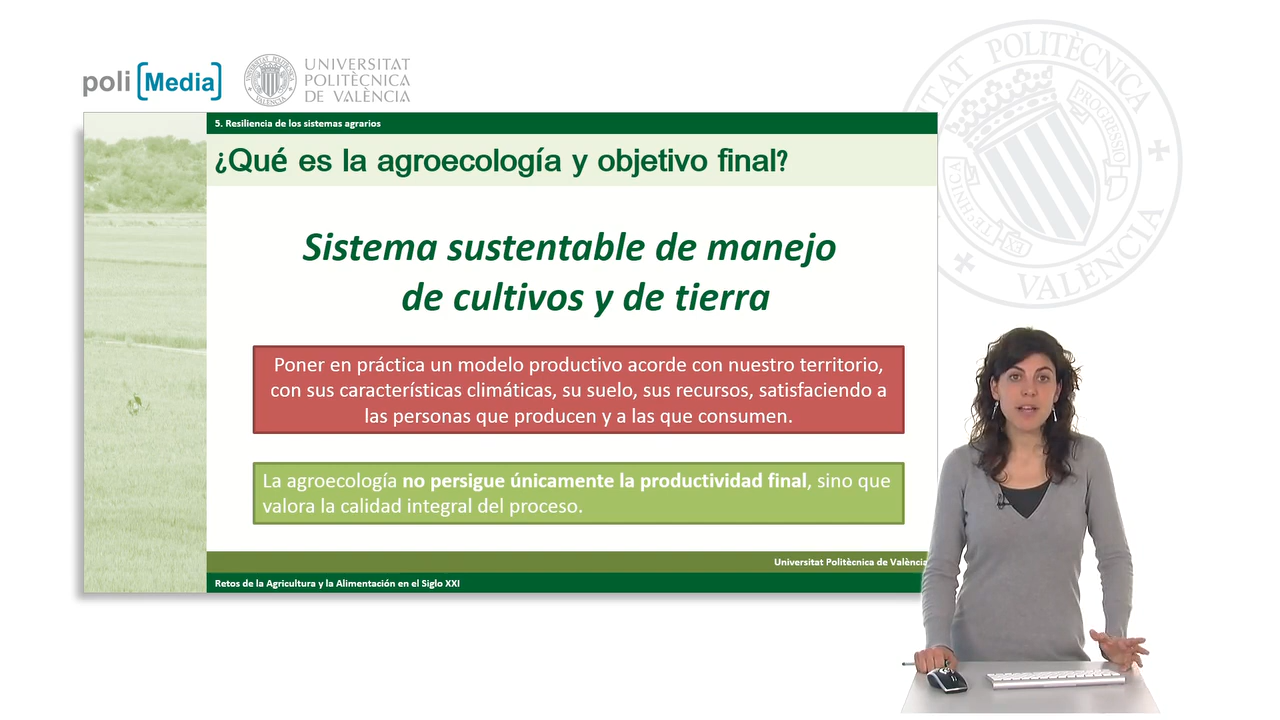 poli[Media]
UNIVERSITAT
POLITÈCNICA
DE VALÈNCIA
5. Resiliencia de los sistemas agrarios
¿Qué es la agroecología y objetivo final?
Sistema sustentable de manejo
de cultivos y de tierra
Poner en práctica un modelo productivo acorde con nuestro territorio,
con sus características climáticas, su suelo, sus recursos, satisfaciendo a
las personas que producen y a las que consumen.
La agroecología no persigue únicamente la productividad final, sino que
valora la calidad integral del proceso.
Universitat Politècnica de València
Retos de la Agricultura y la Alimentación en el Siglo XXI
POLITÈCNICA
VALÈNCIA
PROGRESSIO